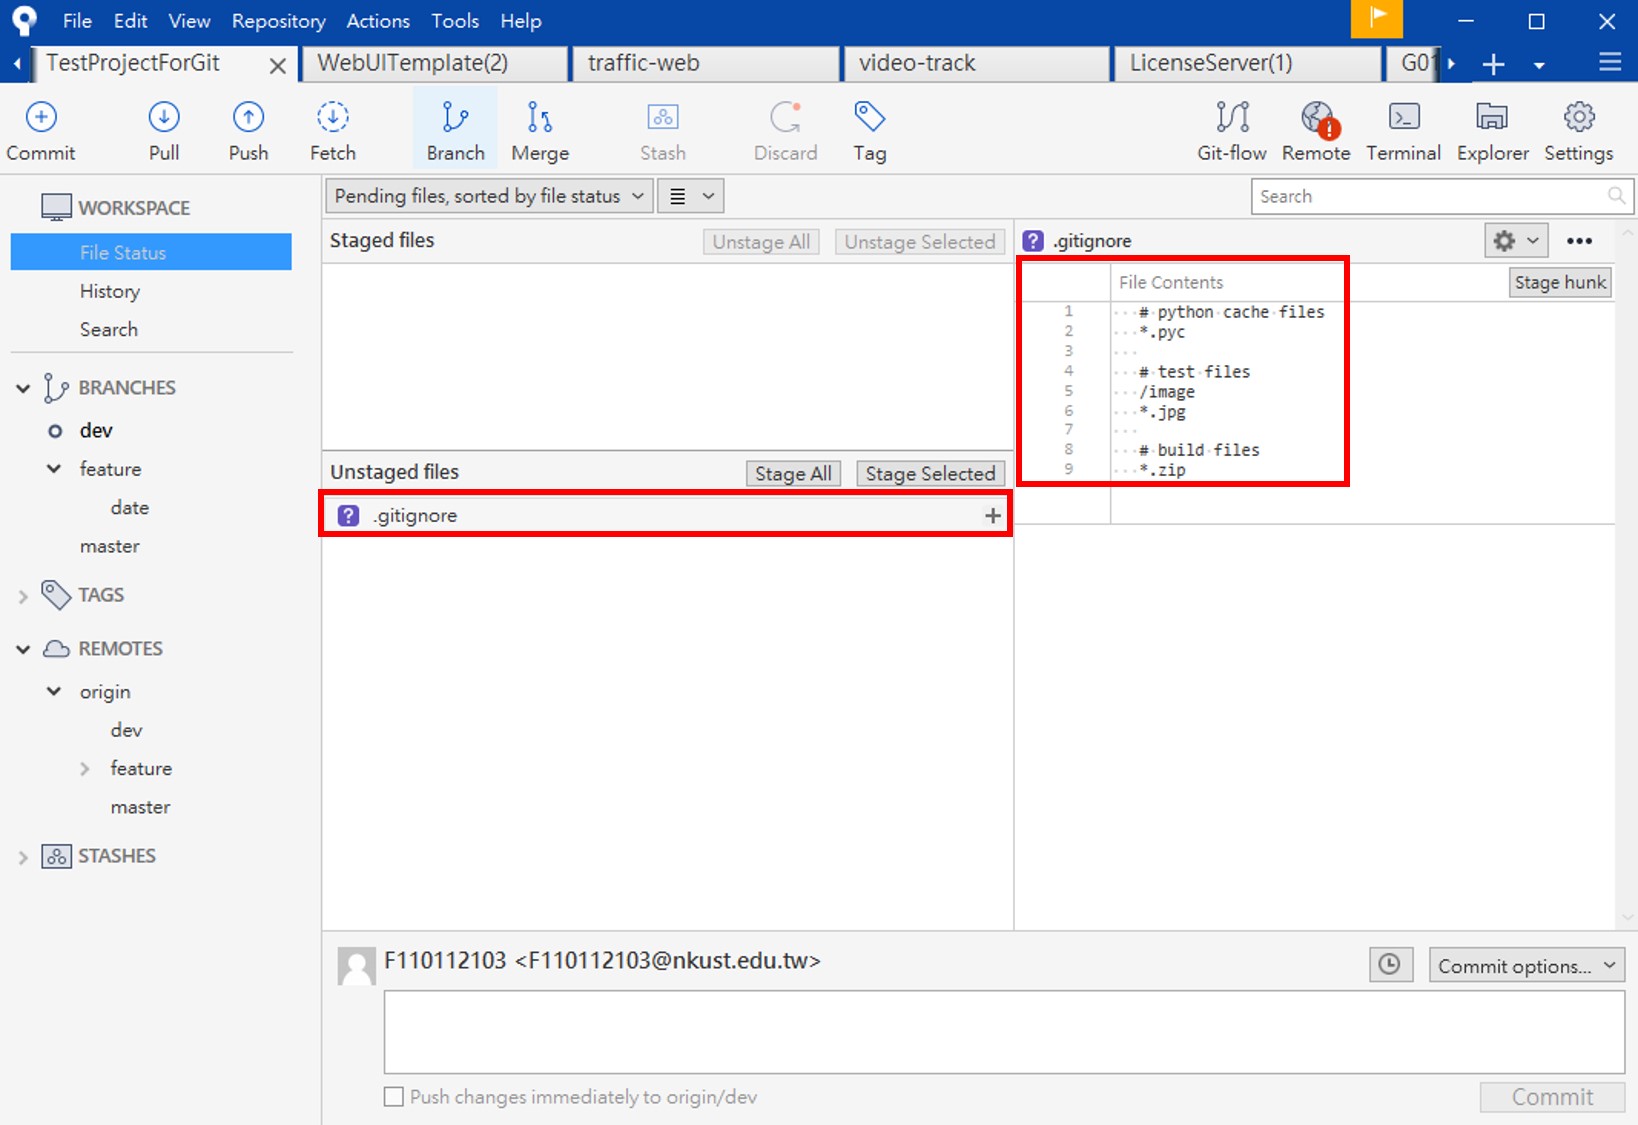 File Edit View Repository Actions Tools Help
TestProjectForGit WebUITemplate(2) traffic-web video-track LicenseServer(1) G01
Commit Pull Push Fetch Branch Merge Stash Discard Tag Git-flow Remote Terminal Explorer Settings
WORKSPACE
File Status
History
Search
BRANCHES
dev
feature
date
master
TAGS
REMOTES
origin
dev
feature
master
STASHES
Pending files, sorted by file status
Search
Staged files Unstage All Unstage Selected
Unstaged files Stage All Stage Selected
.gitignore
.gitignore
File Contents Stage hunk
1 # python cache files
2 *.pyc
3
4 # test files
5 /image
6 *.jpg
7
8 # build files
9 *.zip
F110112103 <F110112103@nkust.edu.tw>
Commit options...
Push changes immediately to origin/dev
Commit